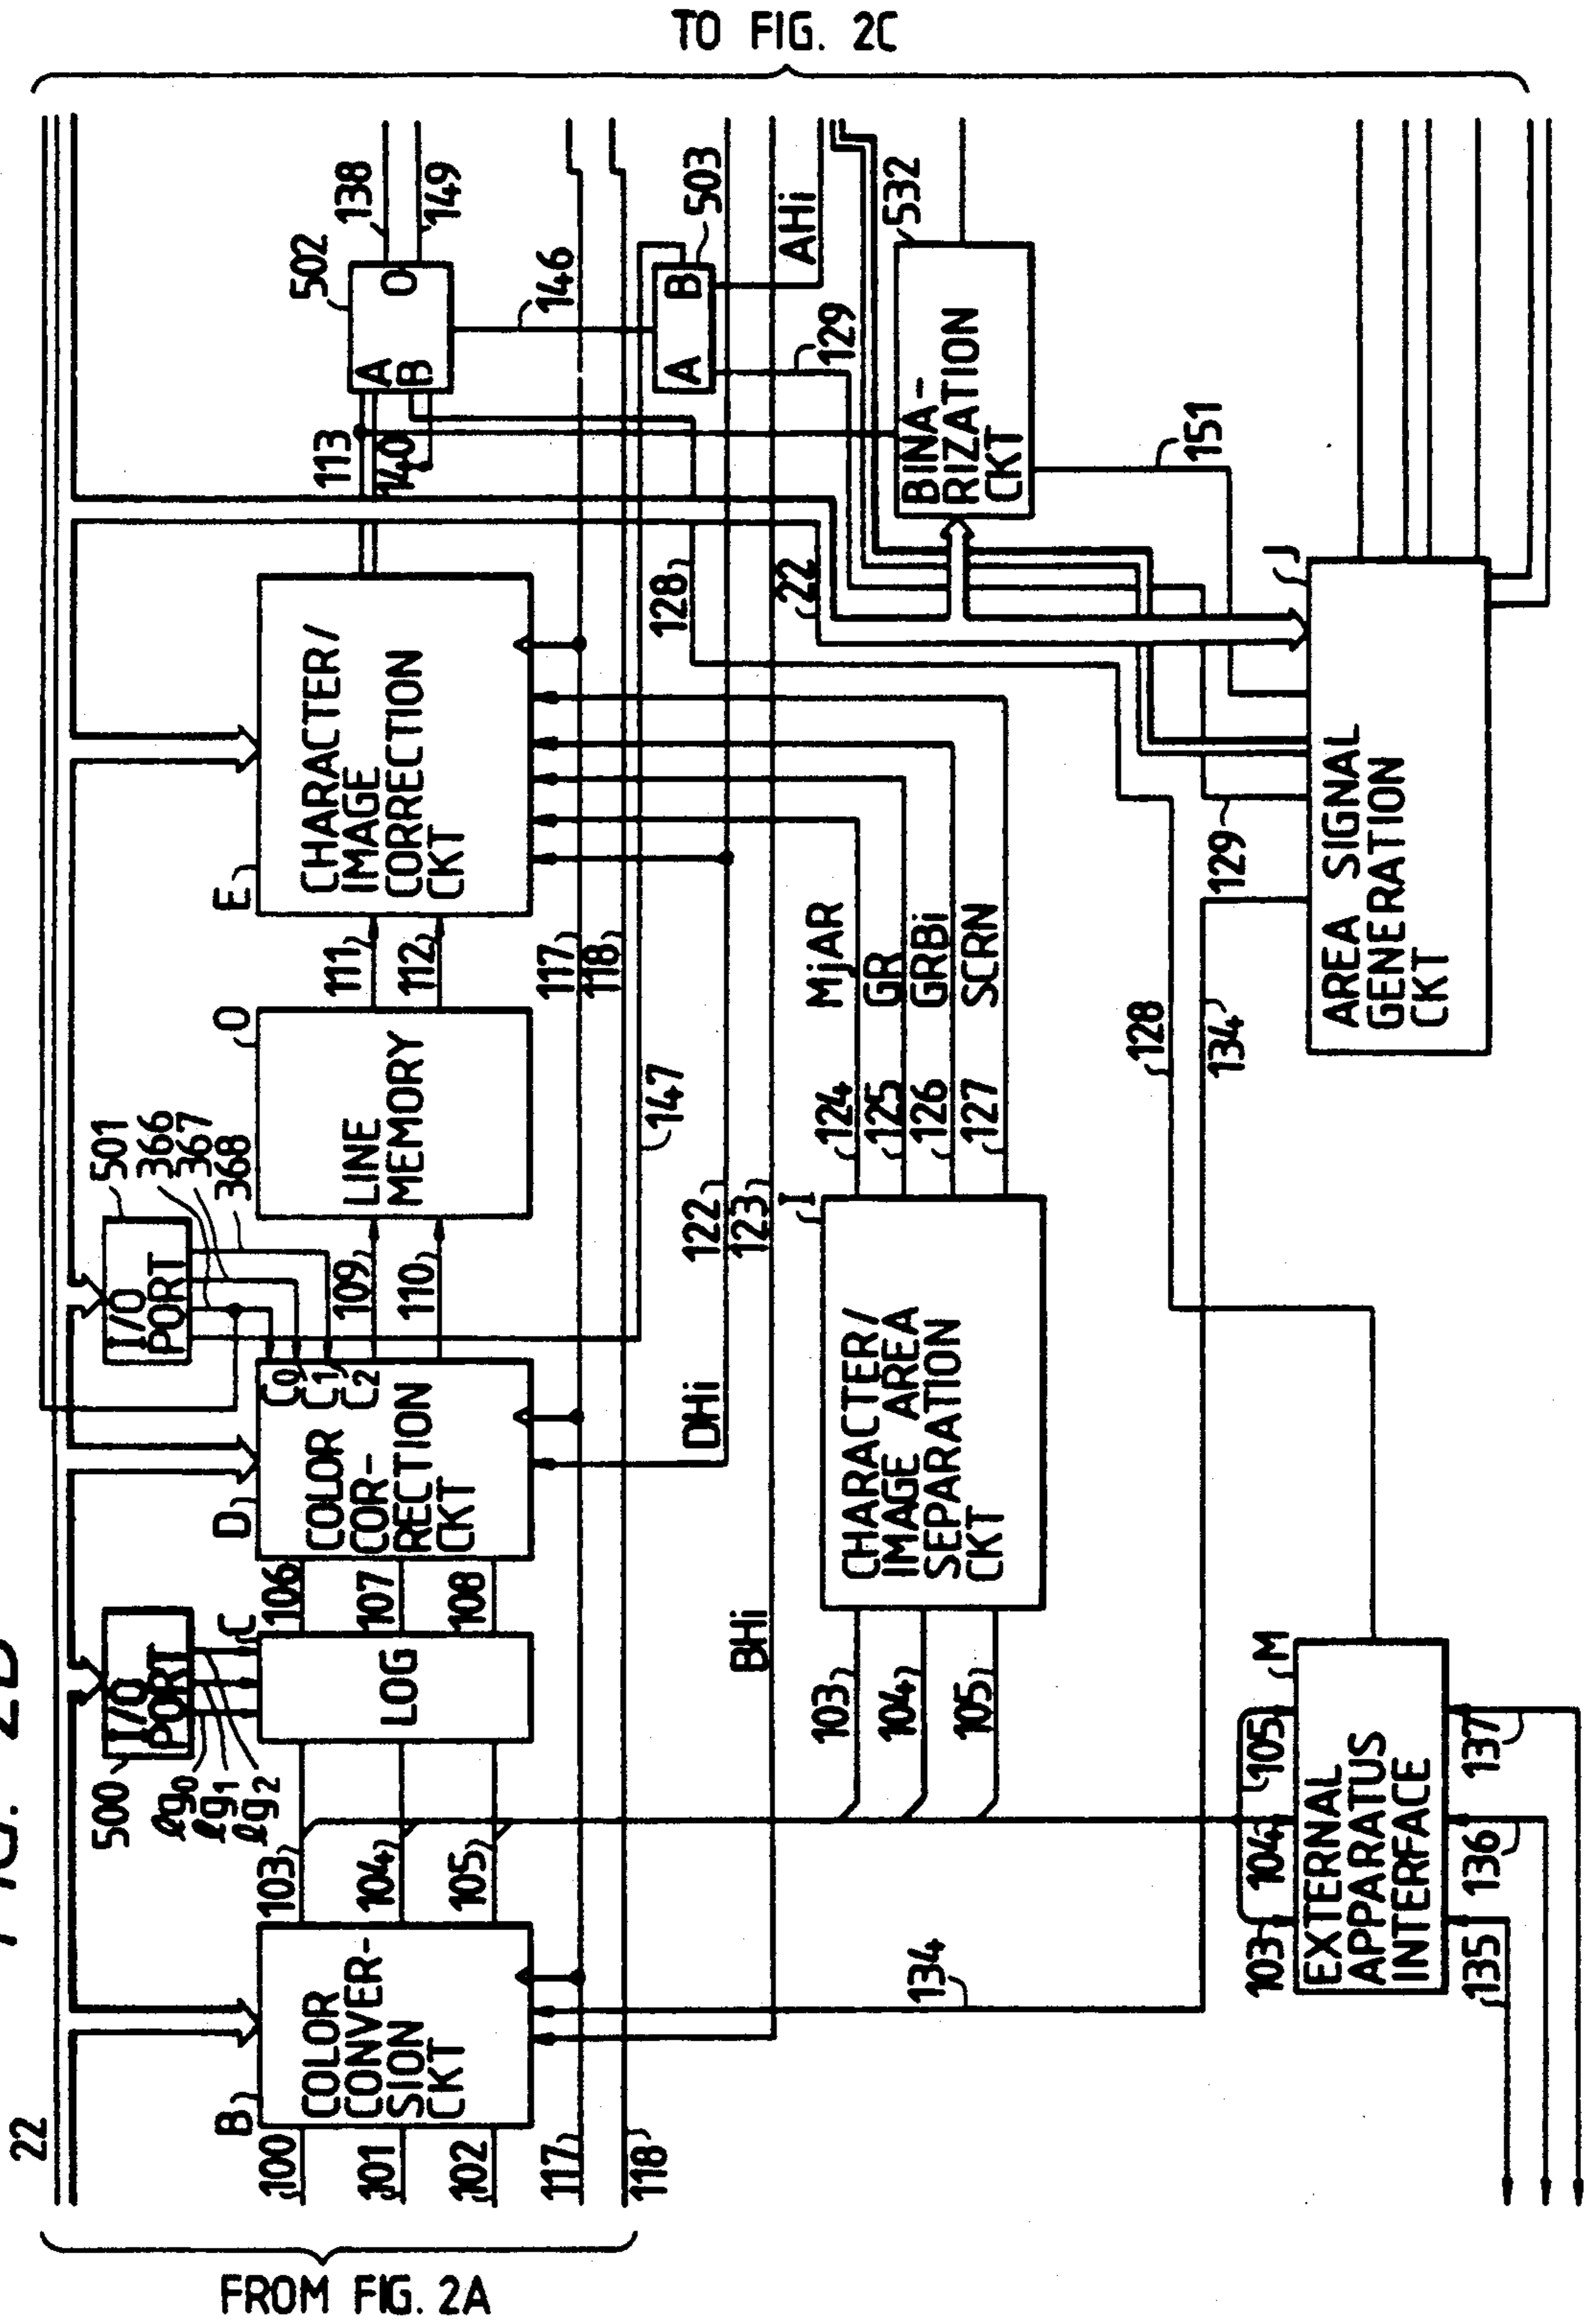 TO FIG. 2C
22
FROM FIG. 2A
B
100
101
102
117
118
COLOR
CONVER-
SION
CKT
103
104
105
500
I/O
PORT
ℓg0
ℓg1
ℓg2
C
LOG
106
107
108
D
COLOR
COR-
RECTION
CKT
C0
C1
C2
501
I/O
PORT
366
367
368
109
110
O
LINE
MEMORY
111
112
E
CHARACTER/
IMAGE
CORRECTION
CKT
117
118
113
140
502
A
B
O
138
149
146
503
A
B
AHi
129
147
128
22
532
BINA-
RIZATION
CKT
151
BHi
DHi
122
123
103
104
105
I
CHARACTER/
IMAGE AREA
SEPARATION
CKT
124
125
126
127
MjAR
GR
GRBi
SCRN
134
128
134
129
J
AREA SIGNAL
GENERATION
CKT
M
103
104
105
EXTERNAL
APPARATUS
INTERFACE
135
136
137